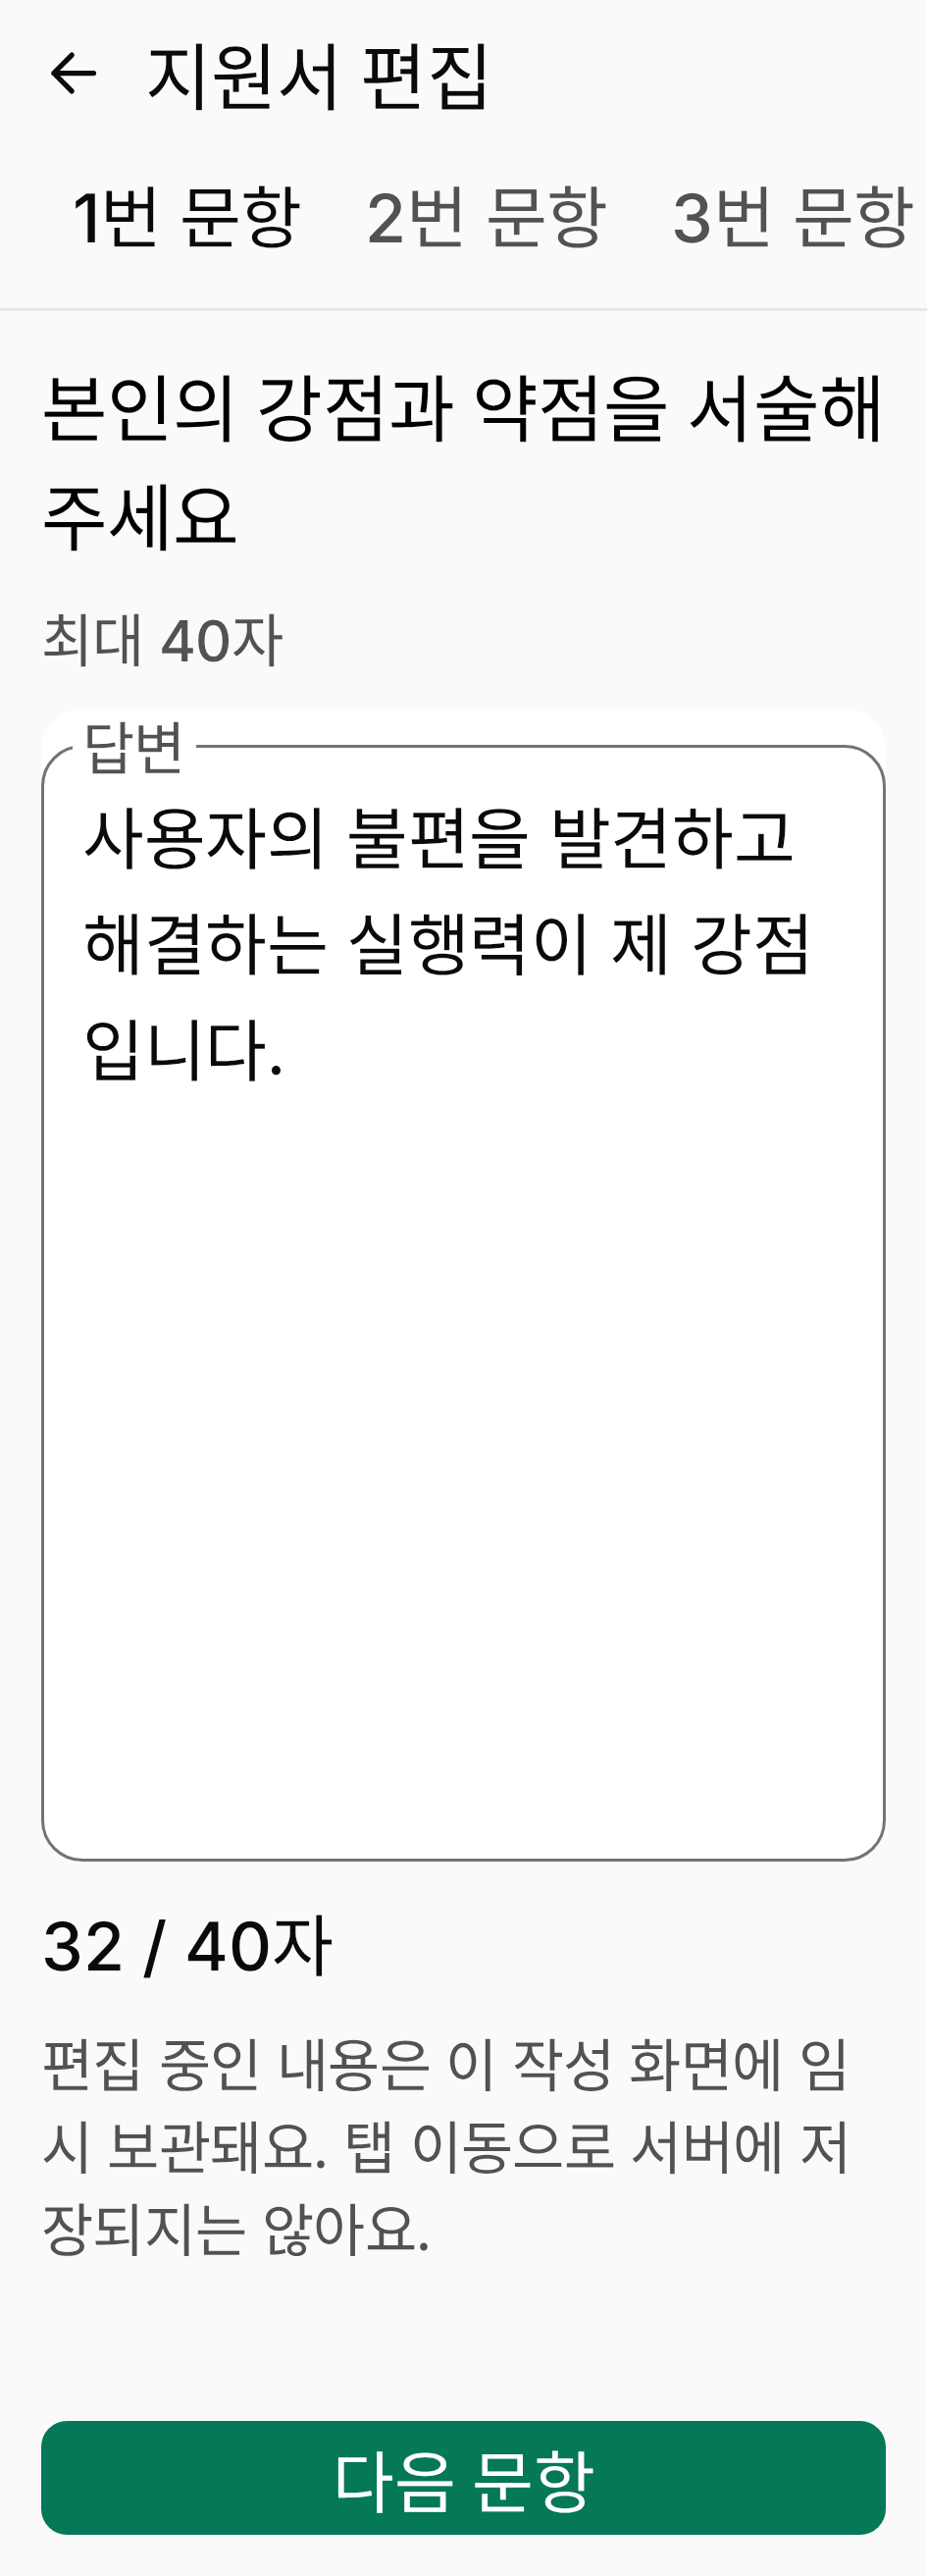 지원서 편집
1번 문항 2번 문항 3번 문항
본인의 강점과 약점을 서술해
주세요
최대 40자
답변
사용자의 불편을 발견하고
해결하는 실행력이 제 강점
입니다.
32 / 40자
편집 중인 내용은 이 작성 화면에 임
시 보관돼요. 탭 이동으로 서버에 저
장되지는 않아요.
다음 문항